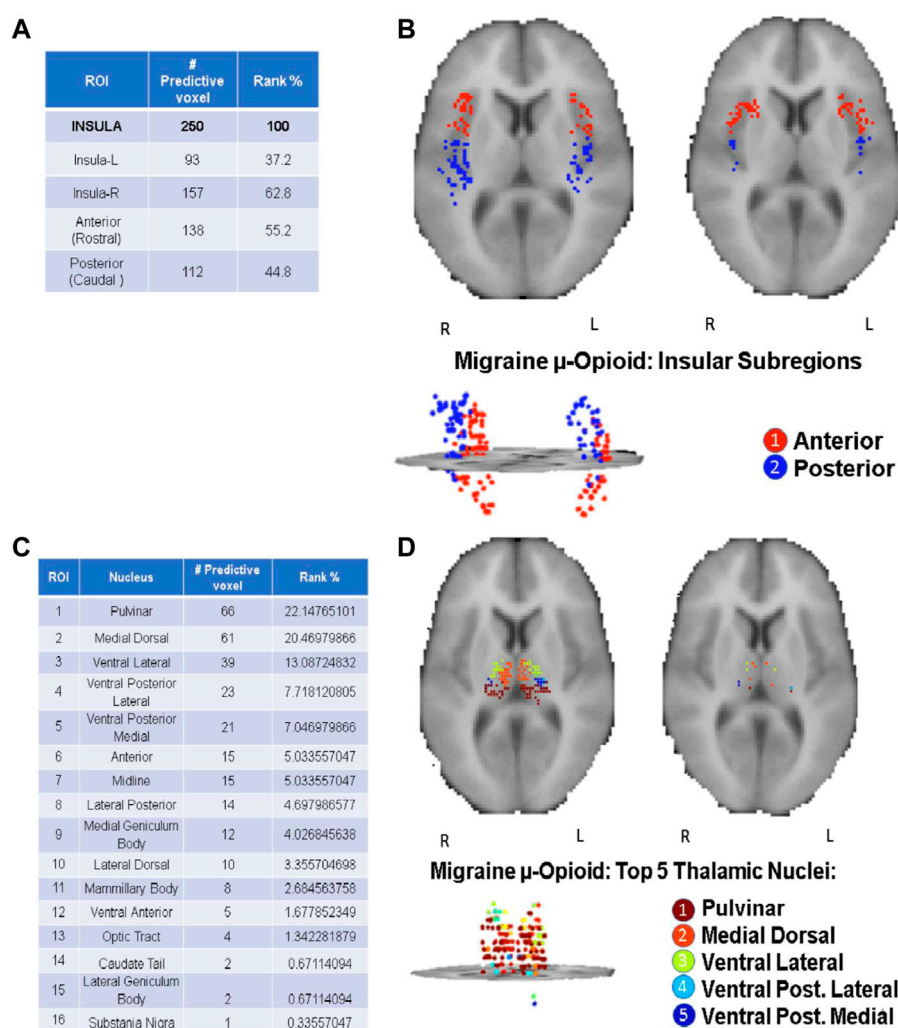 A
ROI # Predictive voxel Rank %
INSULA 250 100
Insula-L 93 37.2
Insula-R 157 62.8
Anterior (Rostral) 138 55.2
Posterior (Caudal ) 112 44.8
B
R L R L
Migraine µ-Opioid: Insular Subregions
1 Anterior
2 Posterior
C
ROI Nucleus # Predictive voxel Rank %
1 Pulvinar 66 22.14765101
2 Medial Dorsal 61 20.46979866
3 Ventral Lateral 39 13.08724832
4 Ventral Posterior Lateral 23 7.718120805
5 Ventral Posterior Medial 21 7.046979866
6 Anterior 15 5.033557047
7 Midline 15 5.033557047
8 Lateral Posterior 14 4.697986577
9 Medial Geniculum Body 12 4.026845638
10 Lateral Dorsal 10 3.355704698
11 Mammillary Body 8 2.684563758
12 Ventral Anterior 5 1.677852349
13 Optic Tract 4 1.342281879
14 Caudate Tail 2 0.67114094
15 Lateral Geniculum Body 2 0.67114094
16 Substania Nigra 1 0.33557047
D
R L R L
Migraine µ-Opioid: Top 5 Thalamic Nuclei:
1 Pulvinar
2 Medial Dorsal
3 Ventral Lateral
4 Ventral Post. Lateral
5 Ventral Post. Medial